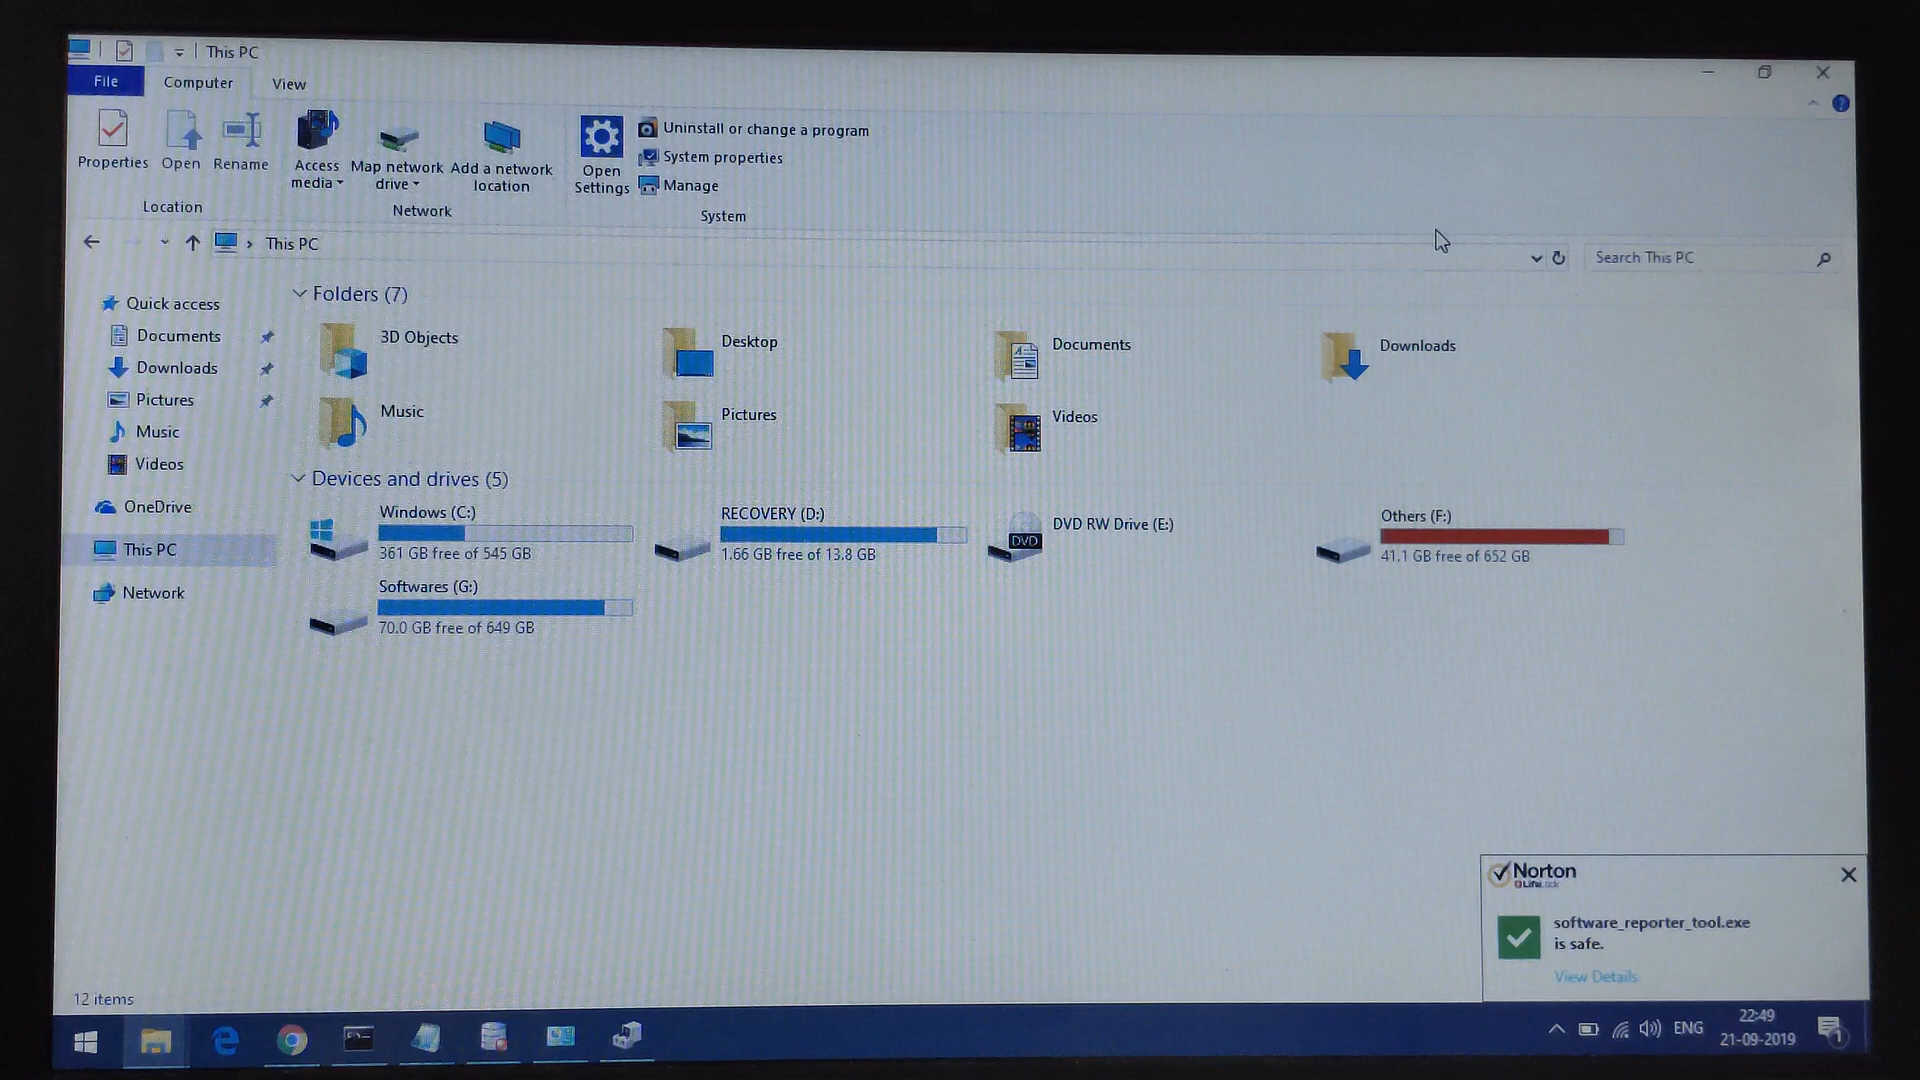 This PC
File Computer View
Properties Open Rename Access media Map network drive Add a network location Open Settings
Uninstall or change a program
System properties
Manage
Location Network System
This PC
Search This PC
Quick access
Documents
Downloads
Pictures
Music
Videos
OneDrive
This PC
Network
Folders (7)
3D Objects Desktop Documents Downloads
Music Pictures Videos
Devices and drives (5)
Windows (C:)
361 GB free of 545 GB
RECOVERY (D:)
1.66 GB free of 13.8 GB
DVD RW Drive (E:)
DVD
Others (F:)
41.1 GB free of 652 GB
Softwares (G:)
70.0 GB free of 649 GB
Norton
software_reporter_tool.exe
is safe.
View Details
12 items
ENG
22:49
21-09-2019
1